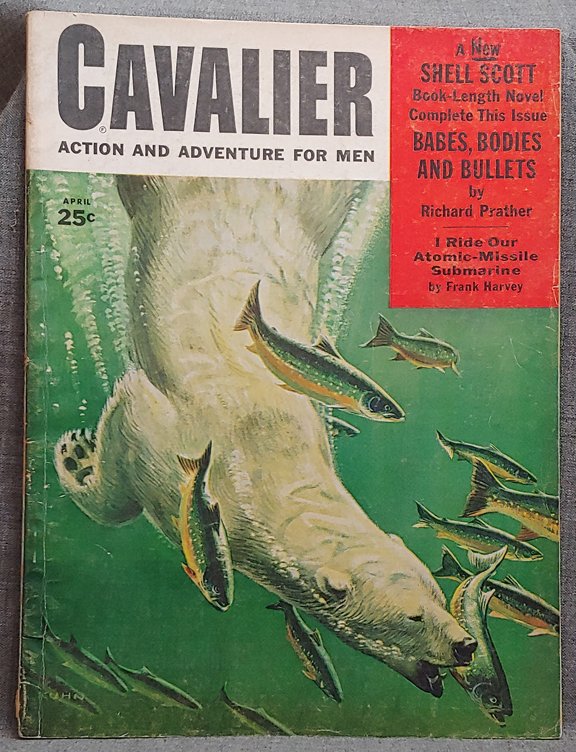 CAVALIER
®
ACTION AND ADVENTURE FOR MEN
APRIL
25c
A New
SHELL SCOTT
Book-Length Novel
Complete This Issue
BABES, BODIES
AND BULLETS
by
Richard Prather
I Ride Our
Atomic-Missile
Submarine
by Frank Harvey
KUHN